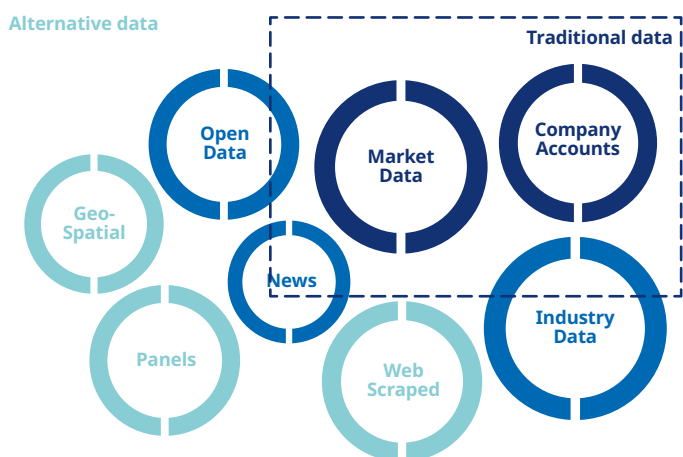 Alternative data
Traditional data
Open
Data
Market
Data
Company
Accounts
Geo-
Spatial
News
Industry
Data
Panels
Web
Scraped